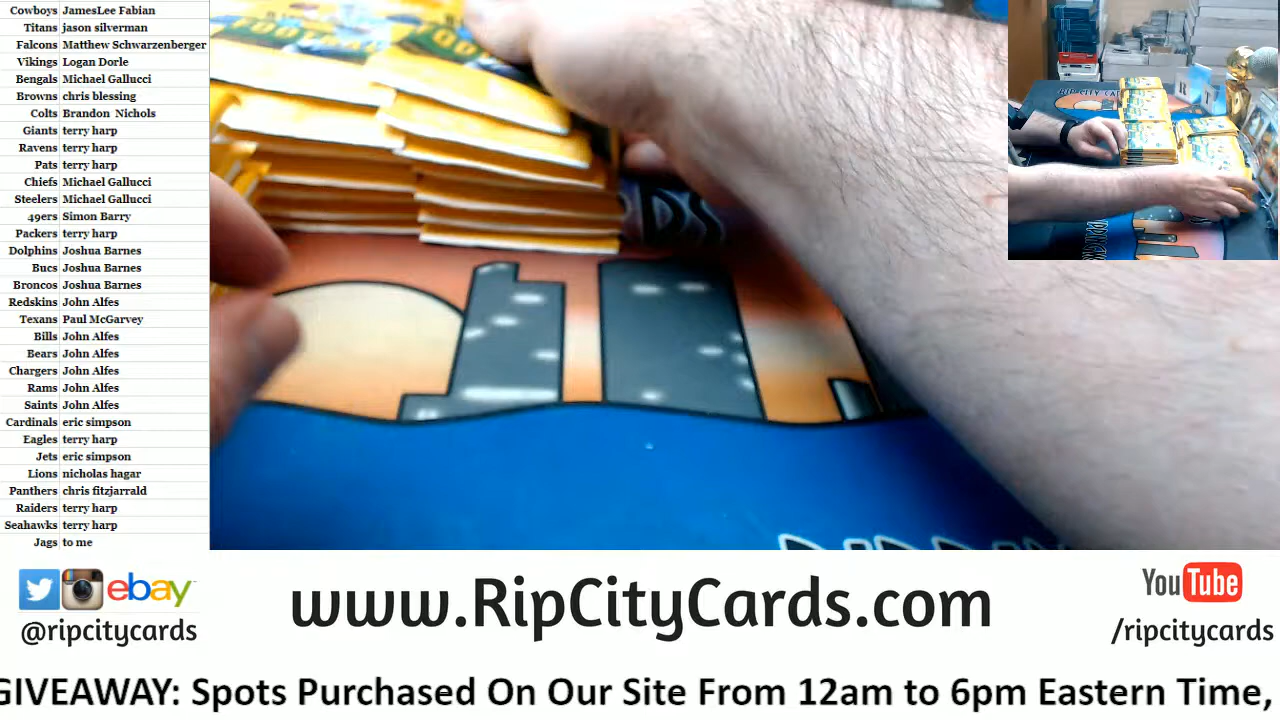 Cowboys JamesLee Fabian
Titans jason silverman
Falcons Matthew Schwarzenberger
Vikings Logan Dorle
Bengals Michael Gallucci
Browns chris blessing
Colts Brandon Nichols
Giants terry harp
Ravens terry harp
Pats terry harp
Chiefs Michael Gallucci
Steelers Michael Gallucci
49ers Simon Barry
Packers terry harp
Dolphins Joshua Barnes
Bucs Joshua Barnes
Broncos Joshua Barnes
Redskins John Alfes
Texans Paul McGarvey
Bills John Alfes
Bears John Alfes
Chargers John Alfes
Rams John Alfes
Saints John Alfes
Cardinals eric simpson
Eagles terry harp
Jets eric simpson
Lions nicholas hagar
Panthers chris fitzjarrald
Raiders terry harp
Seahawks terry harp
Jags to me
ebay
@ripcitycards
www.RipCityCards.com
YouTube
/ripcitycards
GIVEAWAY: Spots Purchased On Our Site From 12am to 6pm Eastern Time,